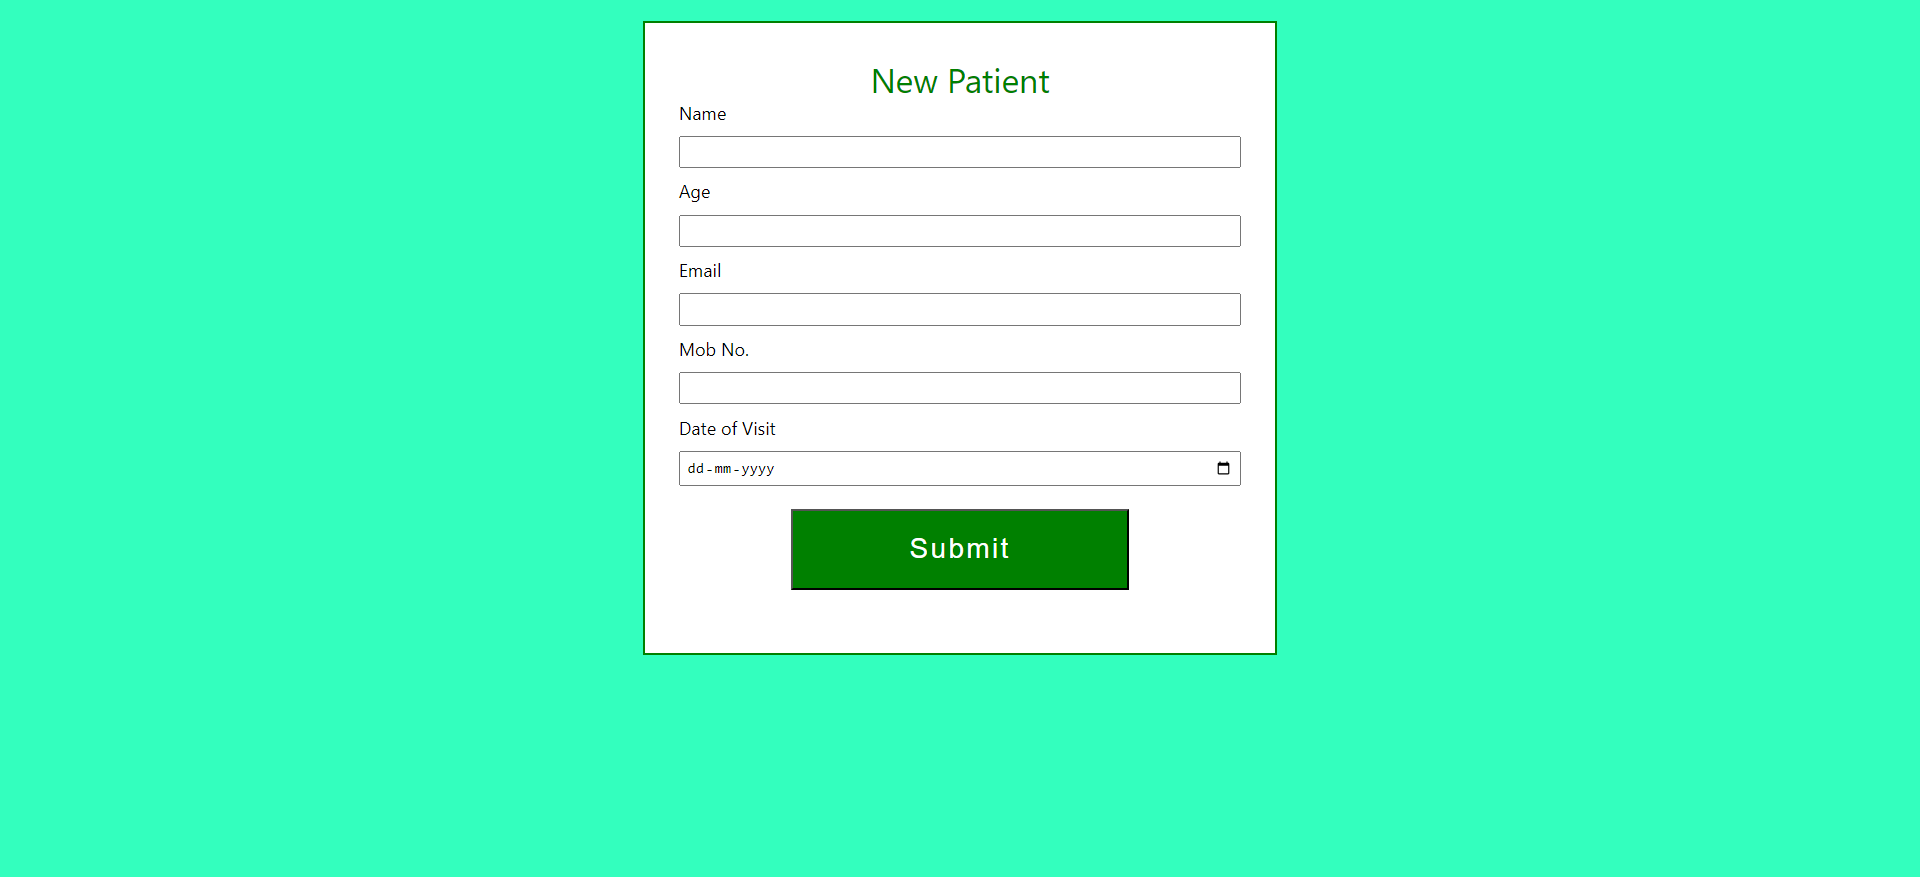 New Patient
Name
Age
Email
Mob No.
Date of Visit
dd-mm-yyyy
Submit